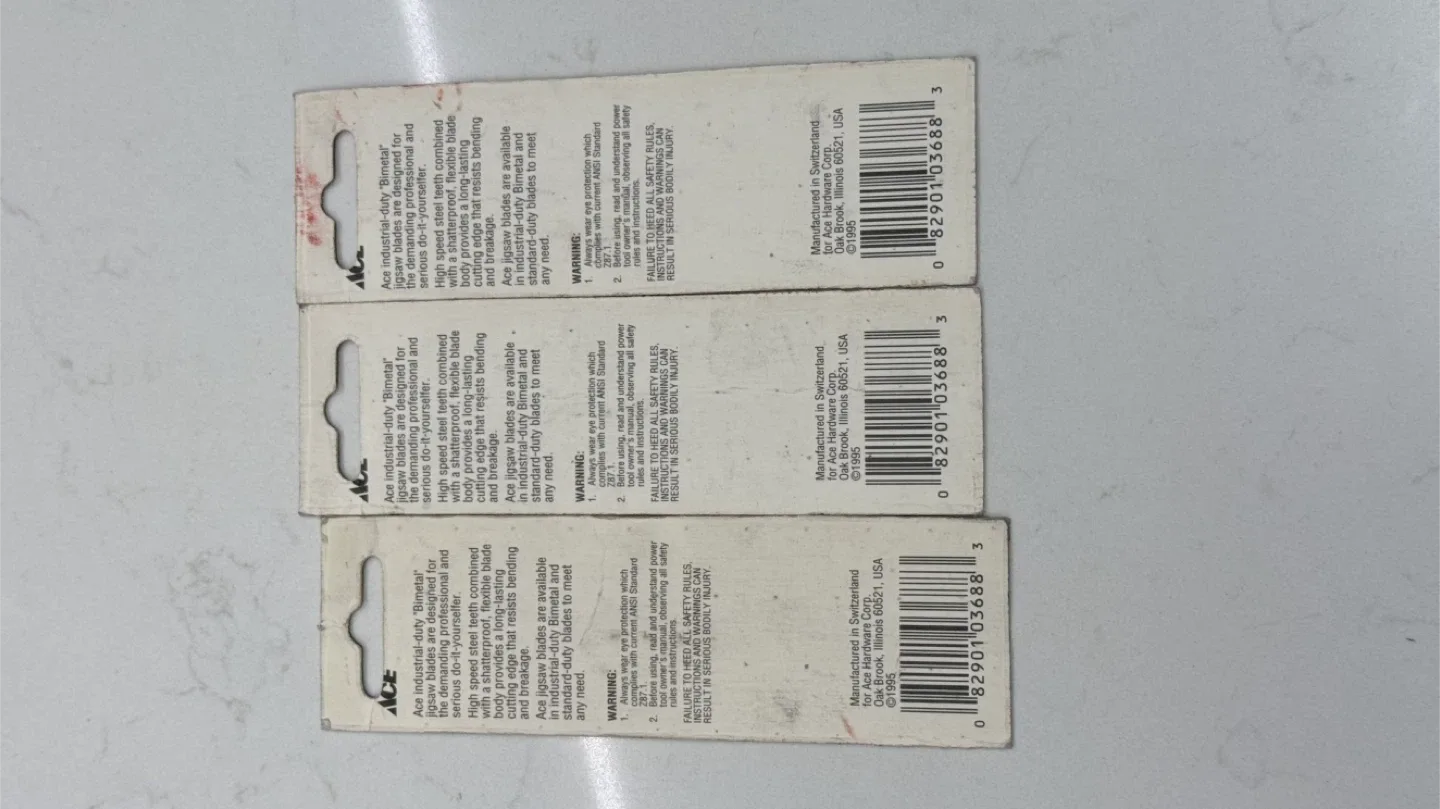 ACE
Ace industrial-duty "Bimetal"
jigsaw blades are designed for
the demanding professional and
serious do-it-yourselfer.
High speed steel teeth combined
with a shatterproof, flexible blade
body provides a long-lasting
cutting edge that resists bending
and breakage.
Ace jigsaw blades are available
in industrial-duty Bimetal and
standard-duty blades to meet
any need.
WARNING:
1. Always wear eye protection which
complies with current ANSI Standard
Z87.1.
2. Before using, read and understand power
tool owner's manual, observing all safety
rules and instructions.
FAILURE TO HEED ALL SAFETY RULES,
INSTRUCTIONS AND WARNINGS CAN
RESULT IN SERIOUS BODILY INJURY.
Manufactured in Switzerland
for Ace Hardware Corp.
Oak Brook, Illinois 60521, USA
©1995
0 82901 03688 3
ACE
Ace industrial-duty "Bimetal"
jigsaw blades are designed for
the demanding professional and
serious do-it-yourselfer.
High speed steel teeth combined
with a shatterproof, flexible blade
body provides a long-lasting
cutting edge that resists bending
and breakage.
Ace jigsaw blades are available
in industrial-duty Bimetal and
standard-duty blades to meet
any need.
WARNING:
1. Always wear eye protection which
complies with current ANSI Standard
Z87.1.
2. Before using, read and understand power
tool owner's manual, observing all safety
rules and instructions.
FAILURE TO HEED ALL SAFETY RULES,
INSTRUCTIONS AND WARNINGS CAN
RESULT IN SERIOUS BODILY INJURY.
Manufactured in Switzerland
for Ace Hardware Corp.
Oak Brook, Illinois 60521, USA
©1995
0 82901 03688 3
ACE
Ace industrial-duty "Bimetal"
jigsaw blades are designed for
the demanding professional and
serious do-it-yourselfer.
High speed steel teeth combined
with a shatterproof, flexible blade
body provides a long-lasting
cutting edge that resists bending
and breakage.
Ace jigsaw blades are available
in industrial-duty Bimetal and
standard-duty blades to meet
any need.
WARNING:
1. Always wear eye protection which
complies with current ANSI Standard
Z87.1.
2. Before using, read and understand power
tool owner's manual, observing all safety
rules and instructions.
FAILURE TO HEED ALL SAFETY RULES,
INSTRUCTIONS AND WARNINGS CAN
RESULT IN SERIOUS BODILY INJURY.
Manufactured in Switzerland
for Ace Hardware Corp.
Oak Brook, Illinois 60521, USA
©1995
0 82901 03688 3